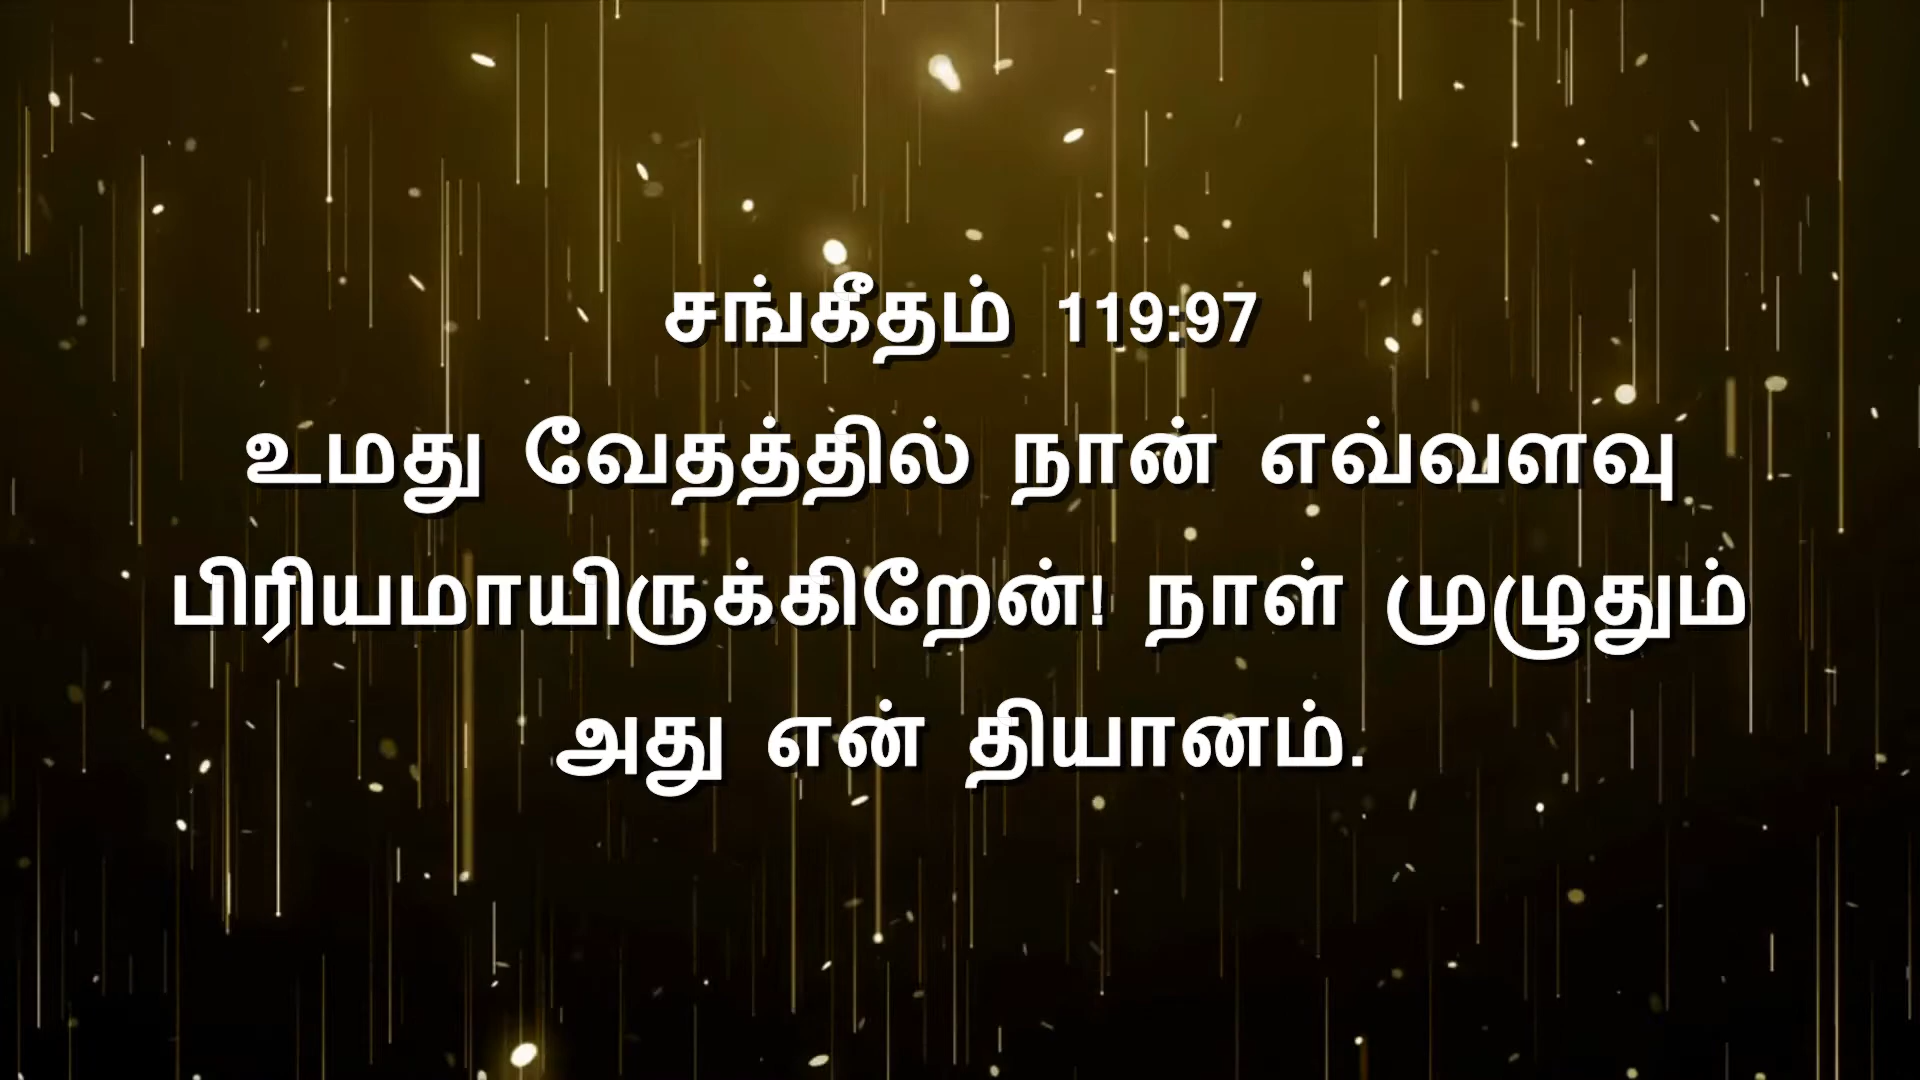 சங்கீதம் 119:97
உமது வேதத்தில் நான் எவ்வளவு
பிரியமாயிருக்கிறேன்! நாள் முழுதும்
அது என் தியானம்.